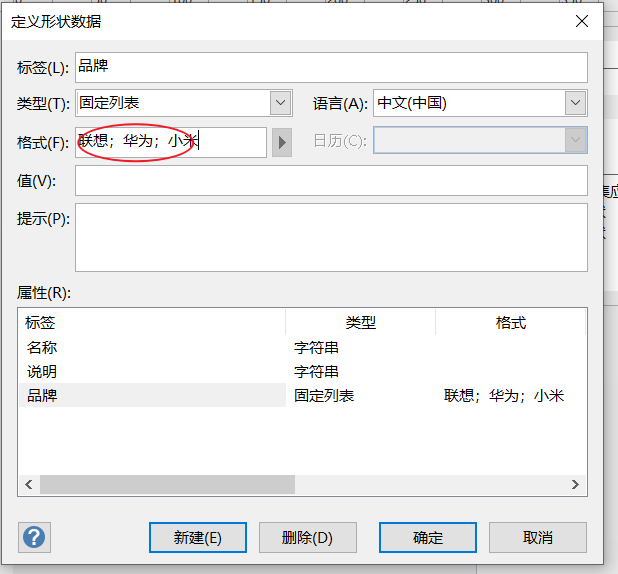 定义形状数据
标签(L): 品牌
类型(T): 固定列表 语言(A): 中文(中国)
格式(F): 联想；华为；小米 日历(C):
值(V):
提示(P):
属性(R):
标签 类型 格式
名称 字符串
说明 字符串
品牌 固定列表 联想；华为；小米
新建(E) 删除(D) 确定 取消